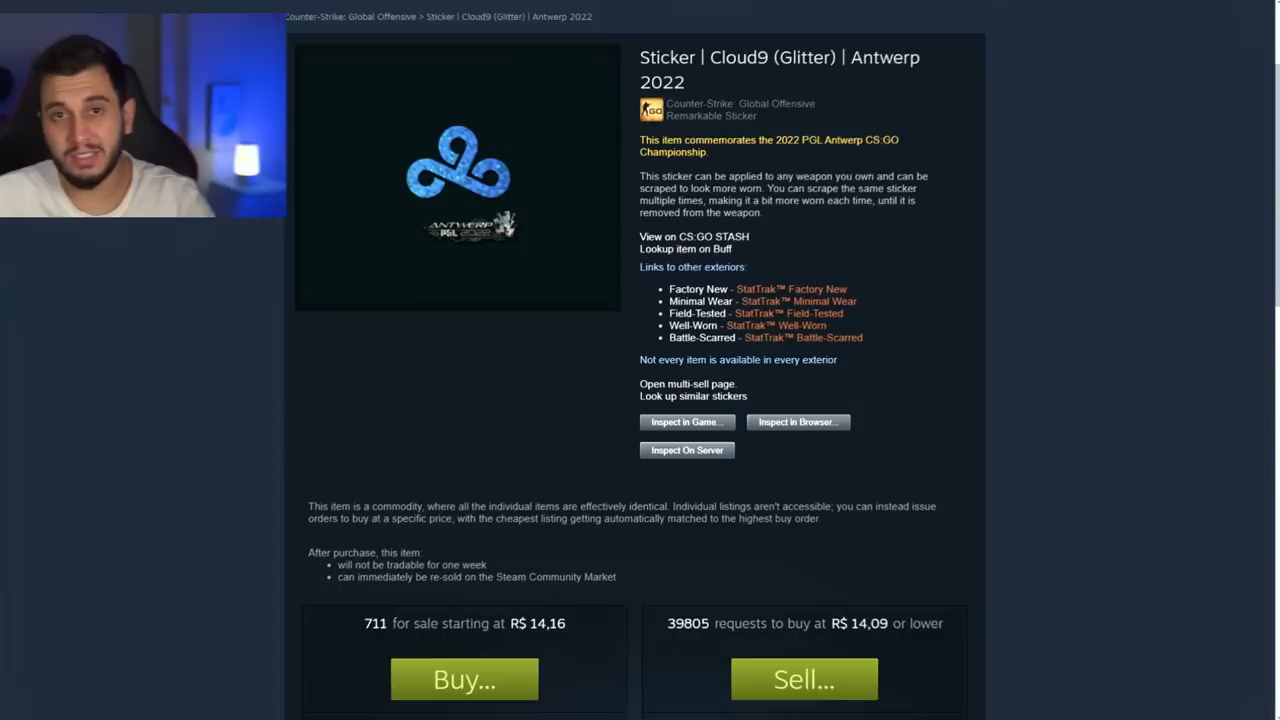 Counter-Strike: Global Offensive > Sticker | Cloud9 (Glitter) | Antwerp 2022
Sticker | Cloud9 (Glitter) | Antwerp
2022
GO
Counter-Strike: Global Offensive
Remarkable Sticker
This item commemorates the 2022 PGL Antwerp CS:GO
Championship.
This sticker can be applied to any weapon you own and can be
scraped to look more worn. You can scrape the same sticker
multiple times, making it a bit more worn each time, until it is
removed from the weapon.
ANTWERP
PGL 2022
View on CS:GO STASH
Lookup item on Buff
Links to other exteriors:
Factory New - StatTrak™ Factory New
Minimal Wear - StatTrak™ Minimal Wear
Field-Tested - StatTrak™ Field-Tested
Well-Worn - StatTrak™ Well-Worn
Battle-Scarred - StatTrak™ Battle-Scarred
Not every item is available in every exterior
Open multi-sell page.
Look up similar stickers
Inspect in Game... Inspect in Browser...
Inspect On Server
This item is a commodity, where all the individual items are effectively identical. Individual listings aren't accessible; you can instead issue
orders to buy at a specific price, with the cheapest listing getting automatically matched to the highest buy order.
After purchase, this item:
will not be tradable for one week
can immediately be re-sold on the Steam Community Market
711 for sale starting at R$ 14,16
39805 requests to buy at R$ 14,09 or lower
Buy...
Sell...